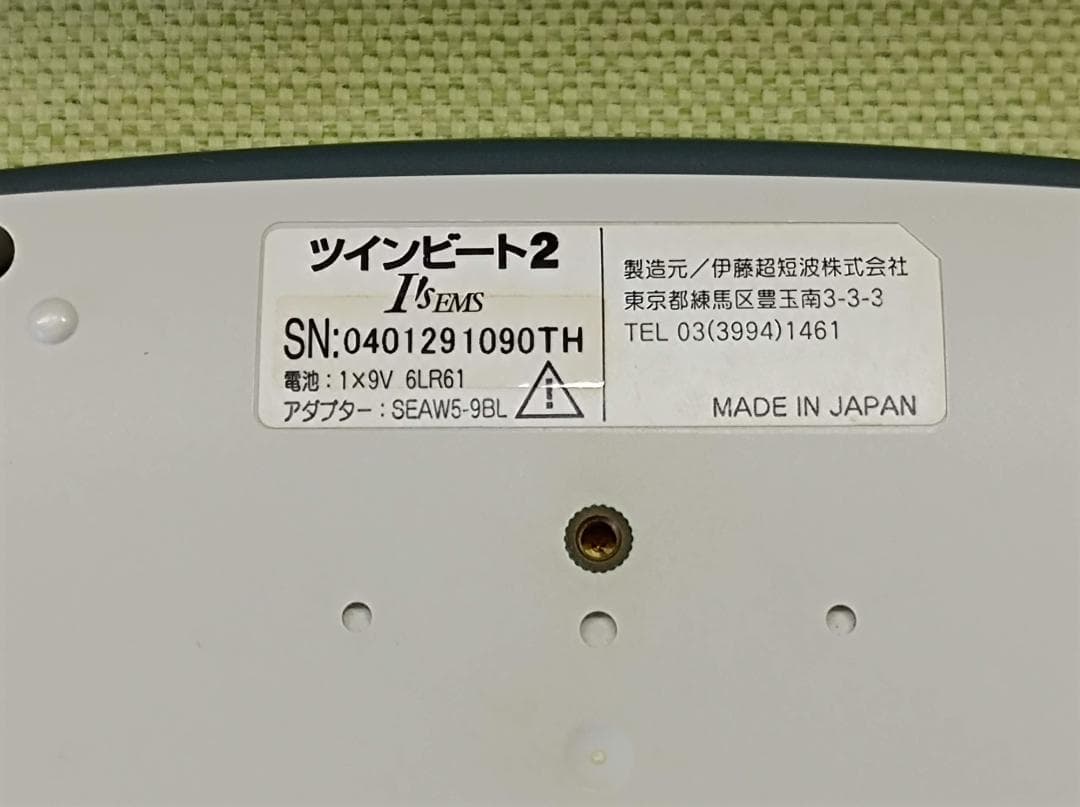 ツインビート2
I'sEMS
SN:0401291090TH
電池：1×9V 6LR61
アダプター：SEAW5-9BL
製造元／伊藤超短波株式会社
東京都練馬区豊玉南3-3-3
TEL 03(3994)1461
MADE IN JAPAN